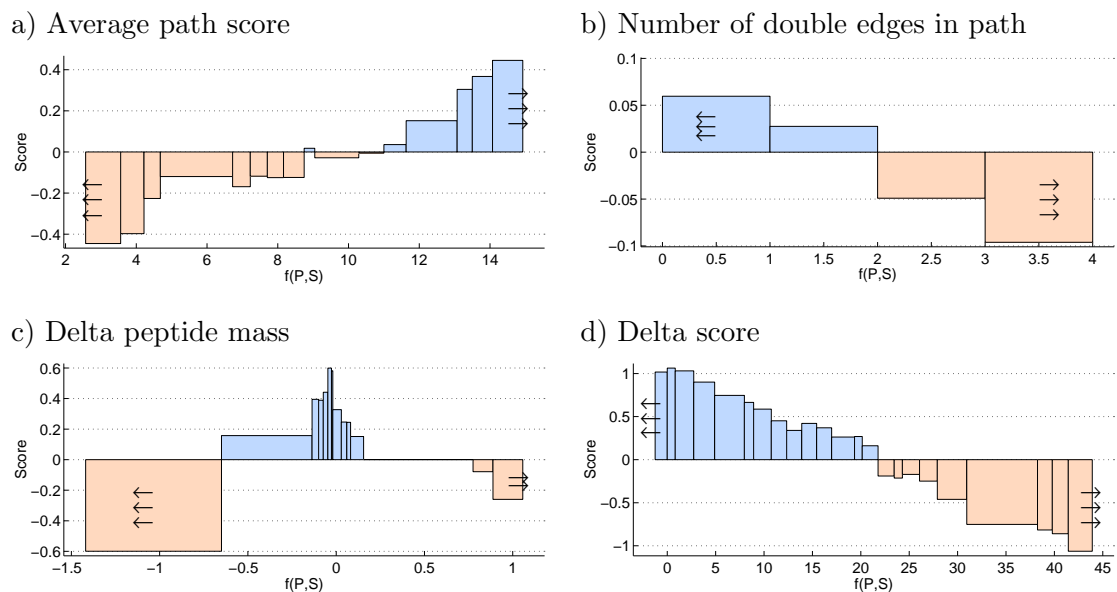 a) Average path score
0.4
0.2
0
−0.2
−0.4
Score
2 4 6 8 10 12 14
f(P,S)
b) Number of double edges in path
0.1
0.05
0
−0.05
−0.1
Score
0 0.5 1 1.5 2 2.5 3 3.5 4
f(P,S)
c) Delta peptide mass
0.6
0.4
0.2
0
−0.2
−0.4
−0.6
Score
−1.5 −1 −0.5 0 0.5 1
f(P,S)
d) Delta score
1
0.5
0
−0.5
−1
Score
0 5 10 15 20 25 30 35 40 45
f(P,S)